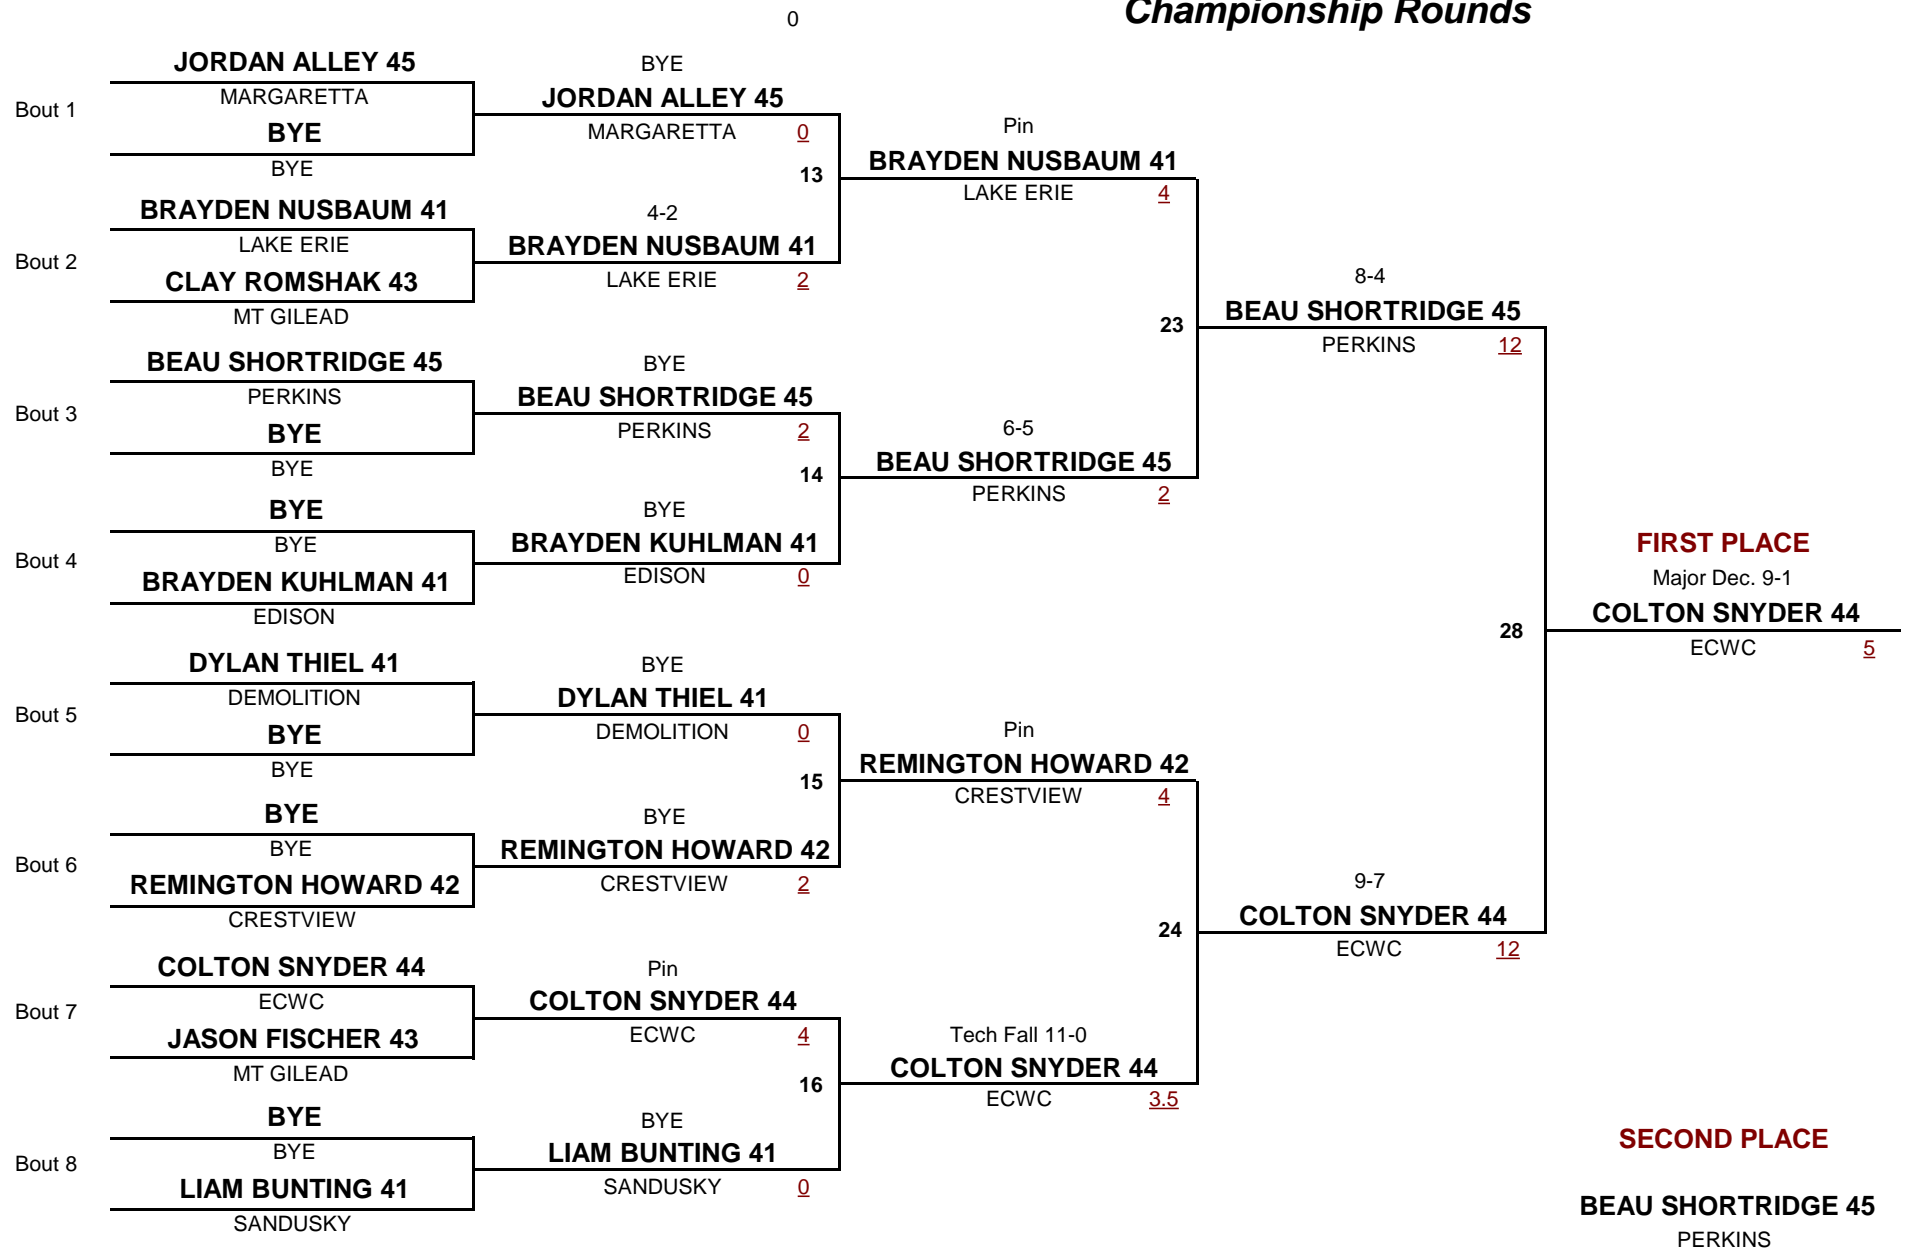 0
Championship Rounds
JORDAN ALLEY 45
MARGARETTA
Bout 1
BYE
BYE
BRAYDEN NUSBAUM 41
LAKE ERIE
Bout 2
CLAY ROMSHAK 43
MT GILEAD
BEAU SHORTRIDGE 45
PERKINS
Bout 3
BYE
BYE
BYE
BYE
Bout 4
BRAYDEN KUHLMAN 41
EDISON
DYLAN THIEL 41
DEMOLITION
Bout 5
BYE
BYE
BYE
BYE
Bout 6
REMINGTON HOWARD 42
CRESTVIEW
COLTON SNYDER 44
ECWC
Bout 7
JASON FISCHER 43
MT GILEAD
BYE
BYE
Bout 8
LIAM BUNTING 41
SANDUSKY
BYE
JORDAN ALLEY 45
MARGARETTA 0
13
4-2
BRAYDEN NUSBAUM 41
LAKE ERIE 2
BYE
BEAU SHORTRIDGE 45
PERKINS 2
14
BYE
BRAYDEN KUHLMAN 41
EDISON 0
BYE
DYLAN THIEL 41
DEMOLITION 0
15
BYE
REMINGTON HOWARD 42
CRESTVIEW 2
Pin
COLTON SNYDER 44
ECWC 4
16
BYE
LIAM BUNTING 41
SANDUSKY 0
Pin
BRAYDEN NUSBAUM 41
LAKE ERIE 4
23
6-5
BEAU SHORTRIDGE 45
PERKINS 2
Pin
REMINGTON HOWARD 42
CRESTVIEW 4
24
Tech Fall 11-0
COLTON SNYDER 44
ECWC 3.5
8-4
BEAU SHORTRIDGE 45
PERKINS 12
28
9-7
COLTON SNYDER 44
ECWC 12
FIRST PLACE
Major Dec. 9-1
COLTON SNYDER 44
ECWC 5
SECOND PLACE
BEAU SHORTRIDGE 45
PERKINS